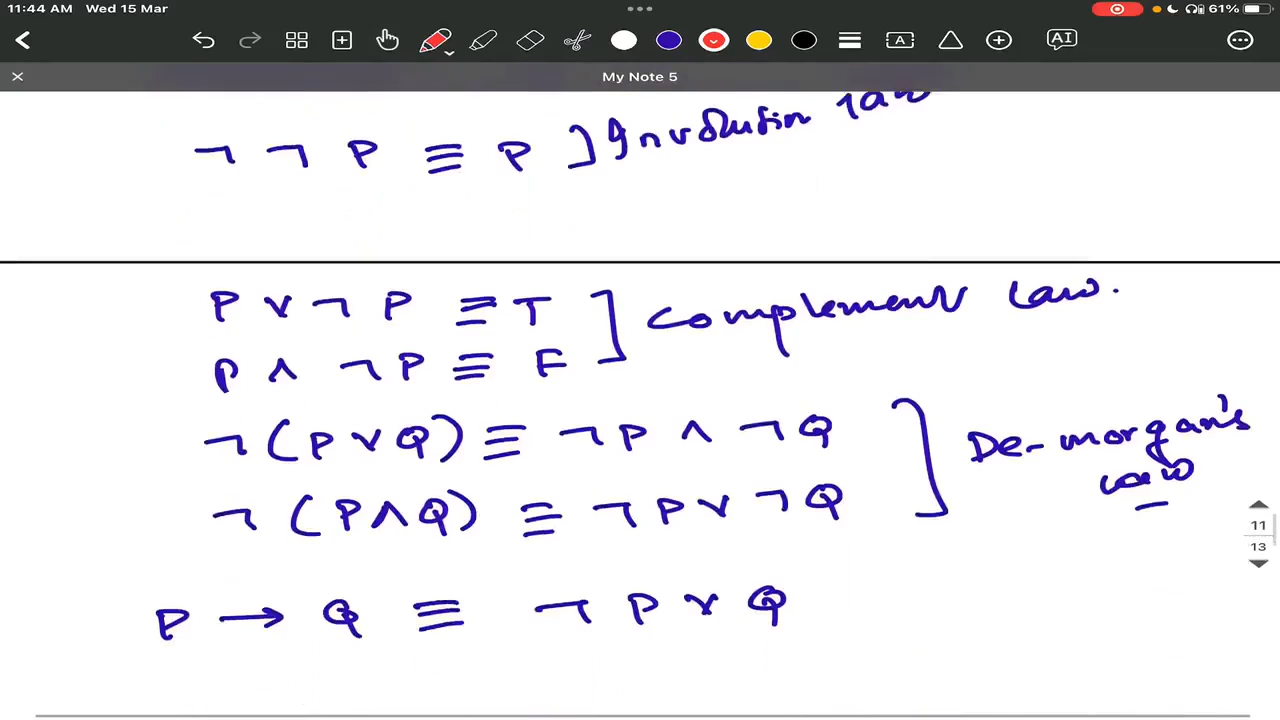 11:44 AM Wed 15 Mar
61%
A
AI
My Note 5
¬ ¬ P ≡ P ] Involution law
P ∨ ¬ P ≡ T
P ∧ ¬ P ≡ F
] Complement law.
¬ (P ∨ Q) ≡ ¬ P ∧ ¬ Q
¬ (P ∧ Q) ≡ ¬ P ∨ ¬ Q
] De-morgan's
law
P → Q ≡ ¬ P ∨ Q
11
13